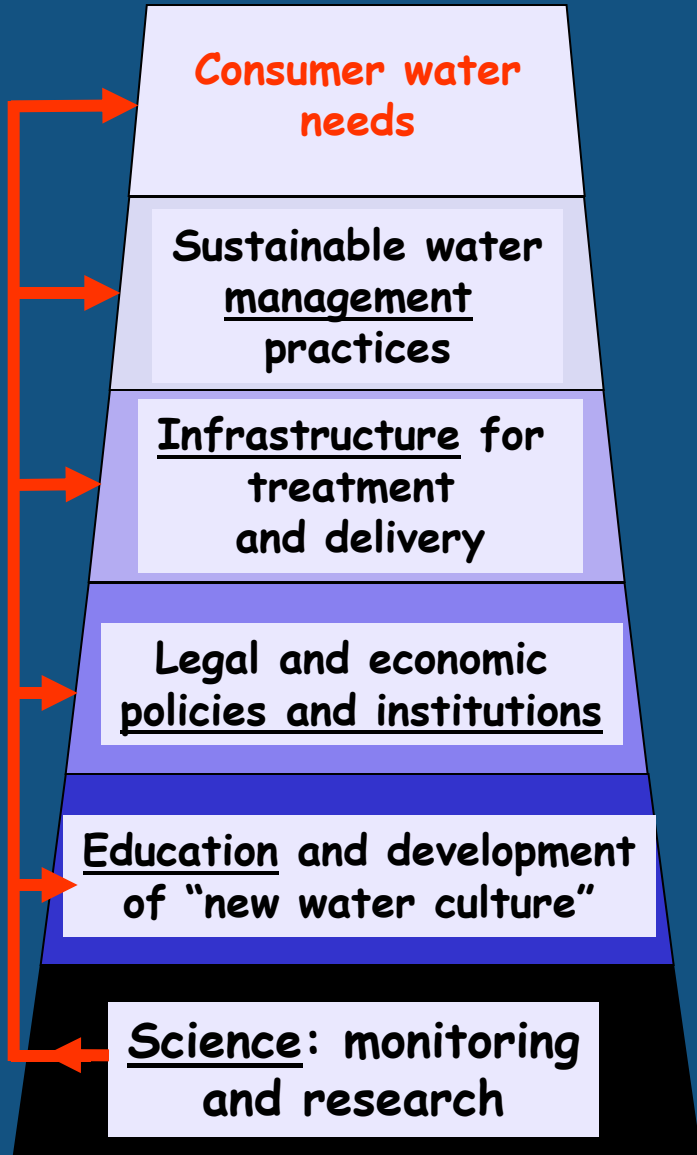 Consumer water
needs
Sustainable water
management
practices
Infrastructure for
treatment
and delivery
Legal and economic
policies and institutions
Education and development
of “new water culture”
Science: monitoring
and research